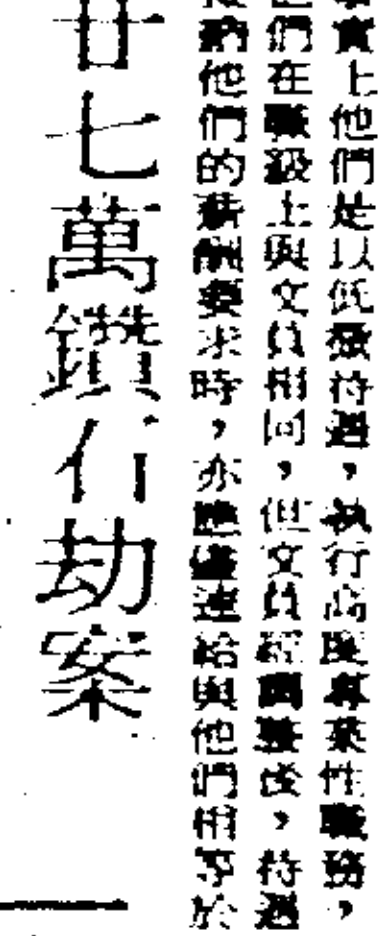 事實上他們是以低微待遇,執行高度專業性職務,
他們在職級上與文員相同,但文員經調整後,待遇
接納他們的薪酬要求時,亦應儘速給與他們相等於
廿七萬鑽行劫案